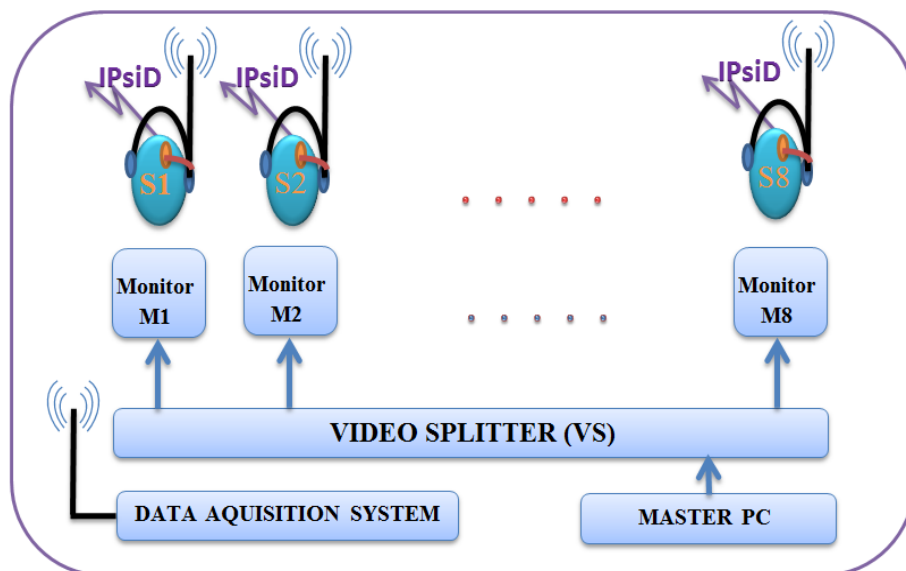 IPsiD IPsiD IPsiD
S1 S2 S8
Monitor M1
Monitor M2
Monitor M8
VIDEO SPLITTER (VS)
DATA AQUISITION SYSTEM
MASTER PC